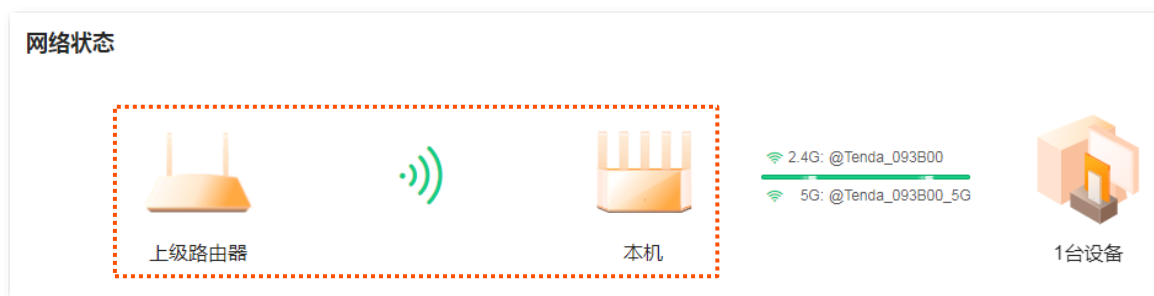 网络状态
2.4G: @Tenda_093B00
5G: @Tenda_093B00_5G
上级路由器
本机
1台设备